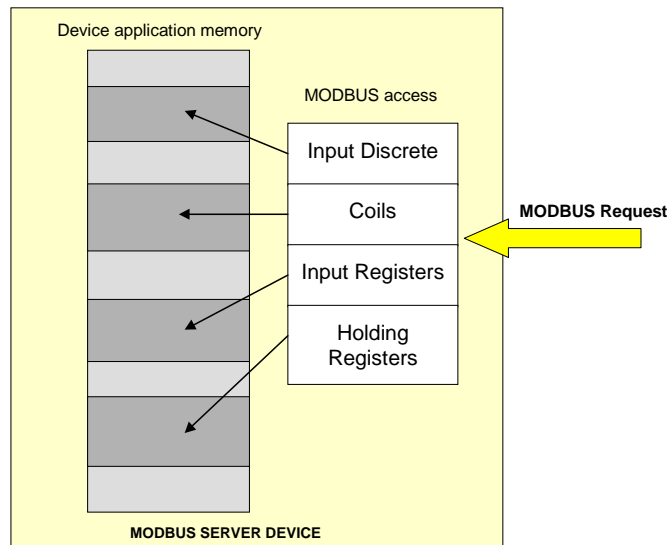 Device application memory
MODBUS access
Input Discrete
Coils
MODBUS Request
Input Registers
Holding
Registers
MODBUS SERVER DEVICE